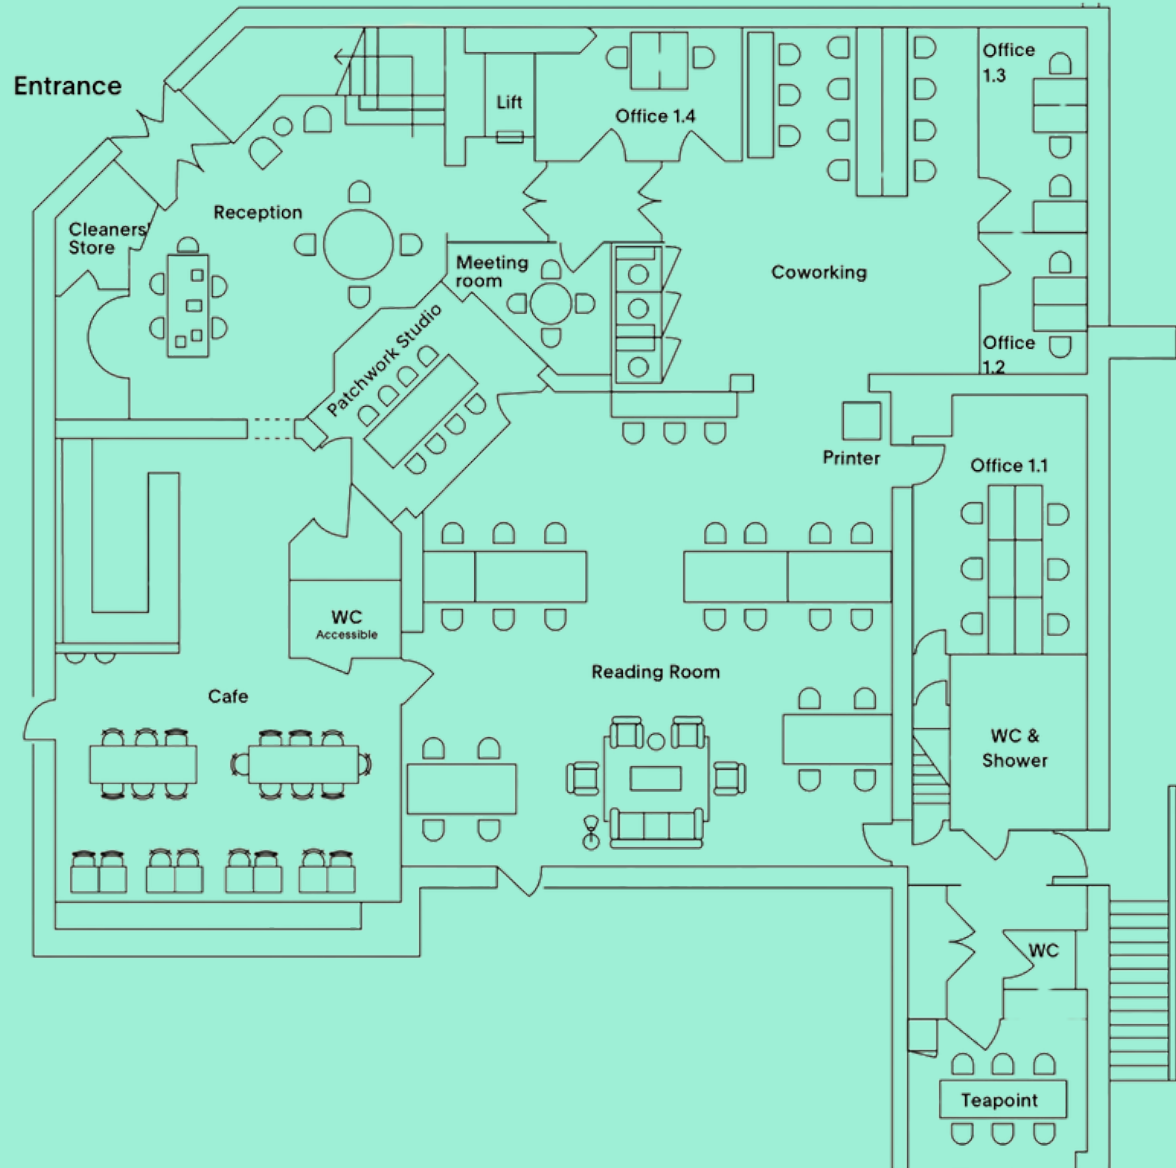 Entrance
Lift
Office
1.3
Office 1.4
Reception
Cleaners'
Store
Meeting
room
Coworking
Patchwork Studio
Office
1.2
Printer
Office 1.1
WC
Accessible
Reading Room
Cafe
WC &
Shower
WC
Teapoint